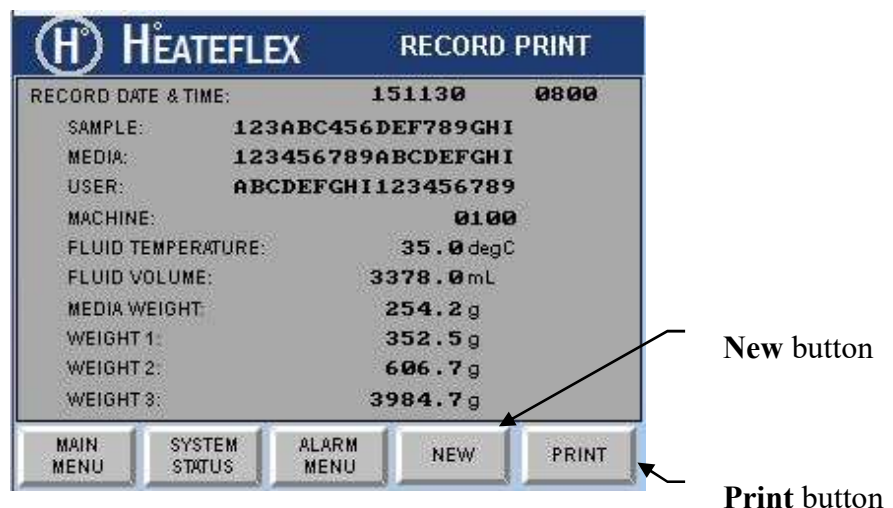 H° HEATEFLEX RECORD PRINT
RECORD DATE & TIME: 151130 0800
SAMPLE: 123ABC456DEF789GHI
MEDIA: 123456789ABCDEFGHI
USER: ABCDEFGHI123456789
MACHINE: 0100
FLUID TEMPERATURE: 35.0 degC
FLUID VOLUME: 3378.0 mL
MEDIA WEIGHT: 254.2 g
WEIGHT 1: 352.5 g
New button
WEIGHT 2: 606.7 g
WEIGHT 3: 3984.7 g
MAIN MENU SYSTEM STATUS ALARM MENU NEW PRINT
Print button